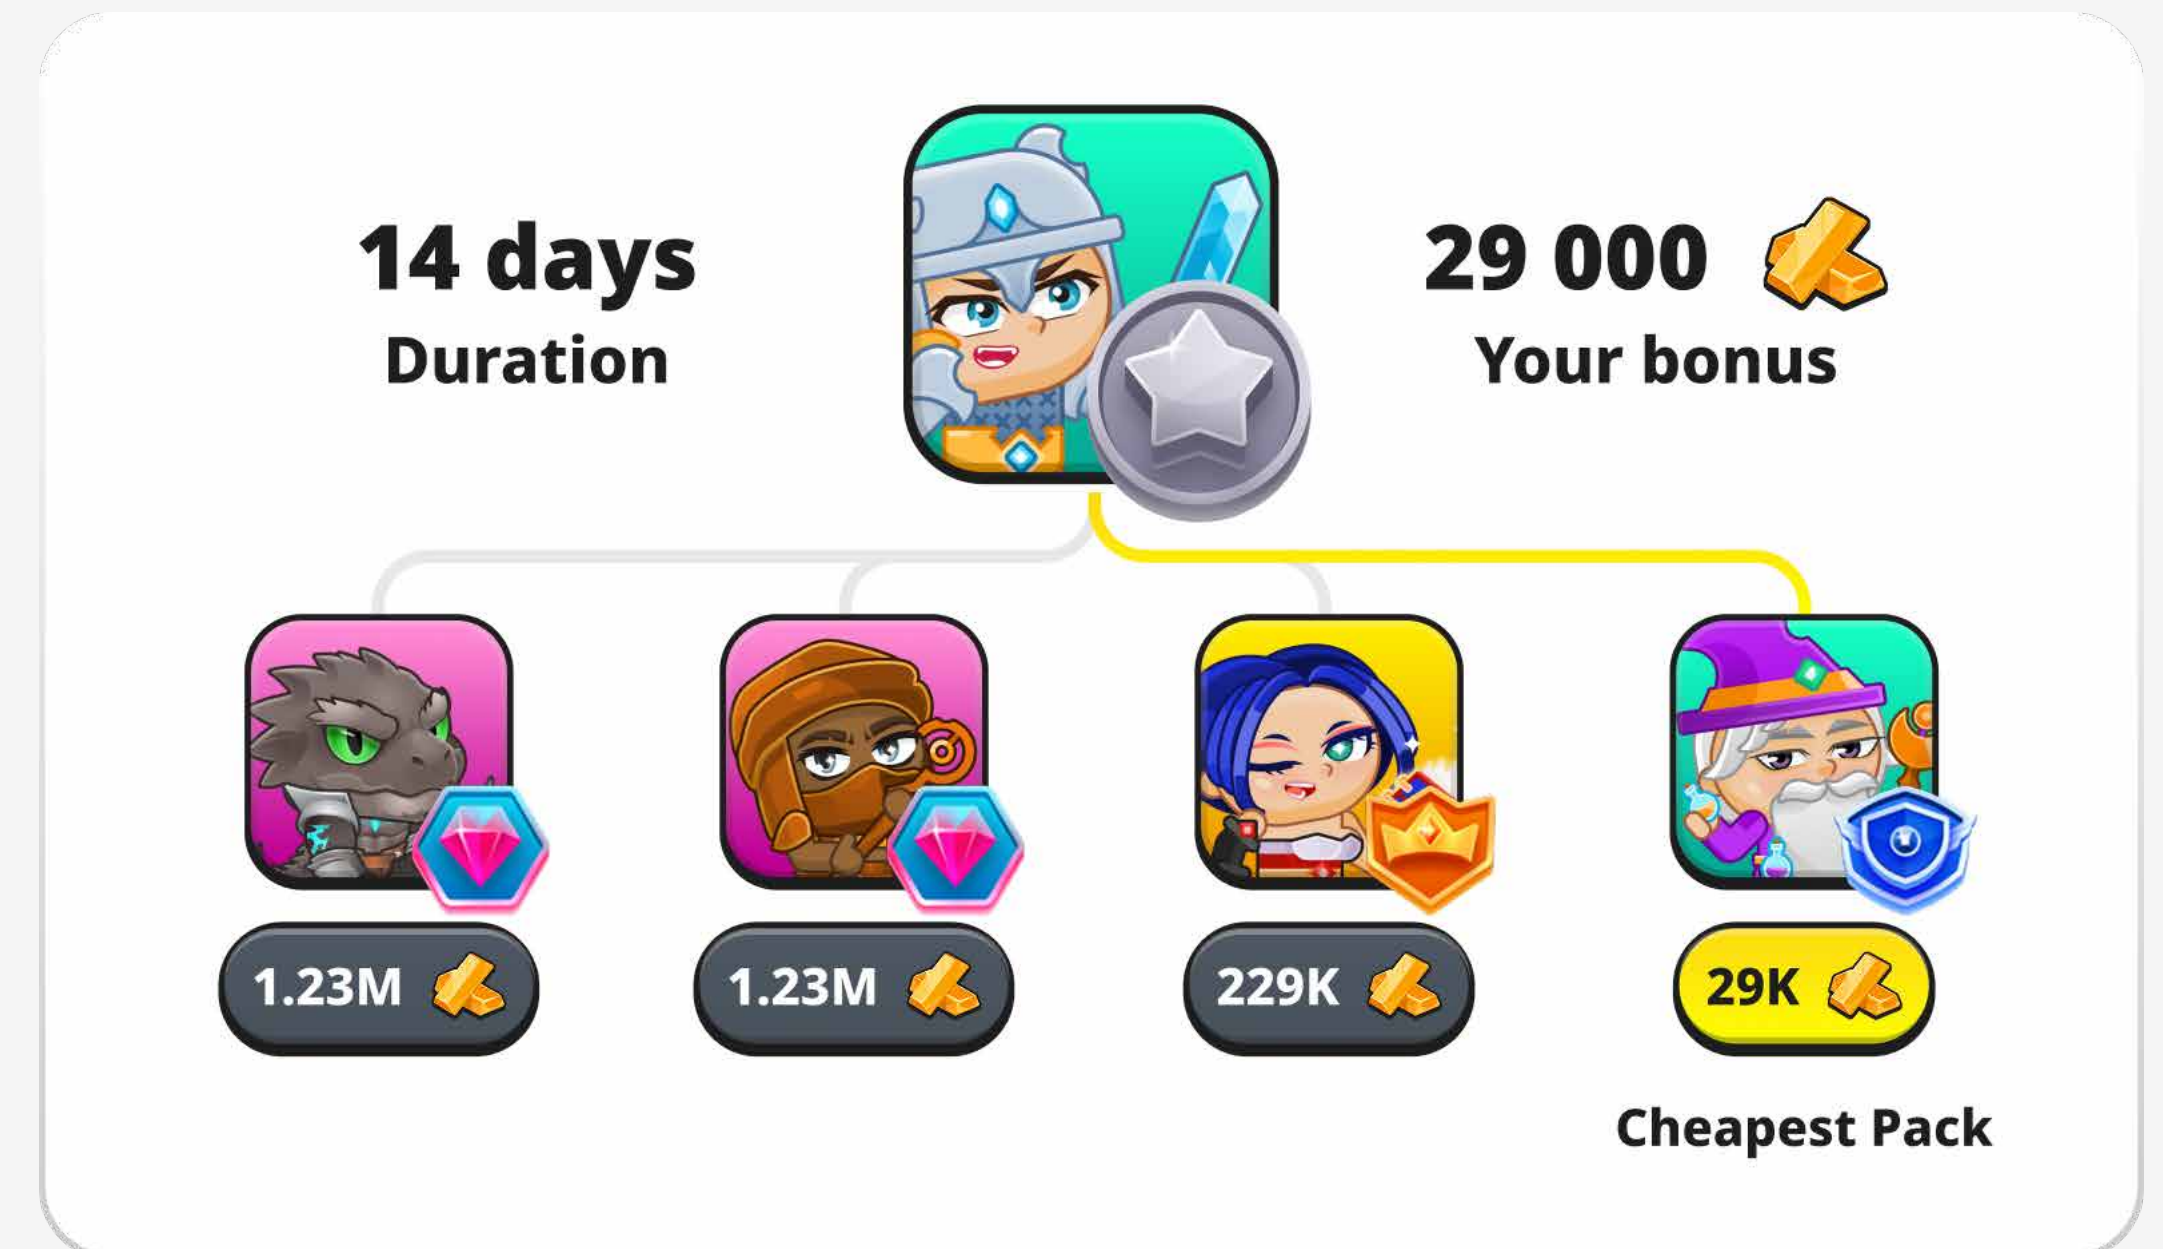 14 days
Duration
29 000
Your bonus
1.23M
1.23M
229K
29K
Cheapest Pack